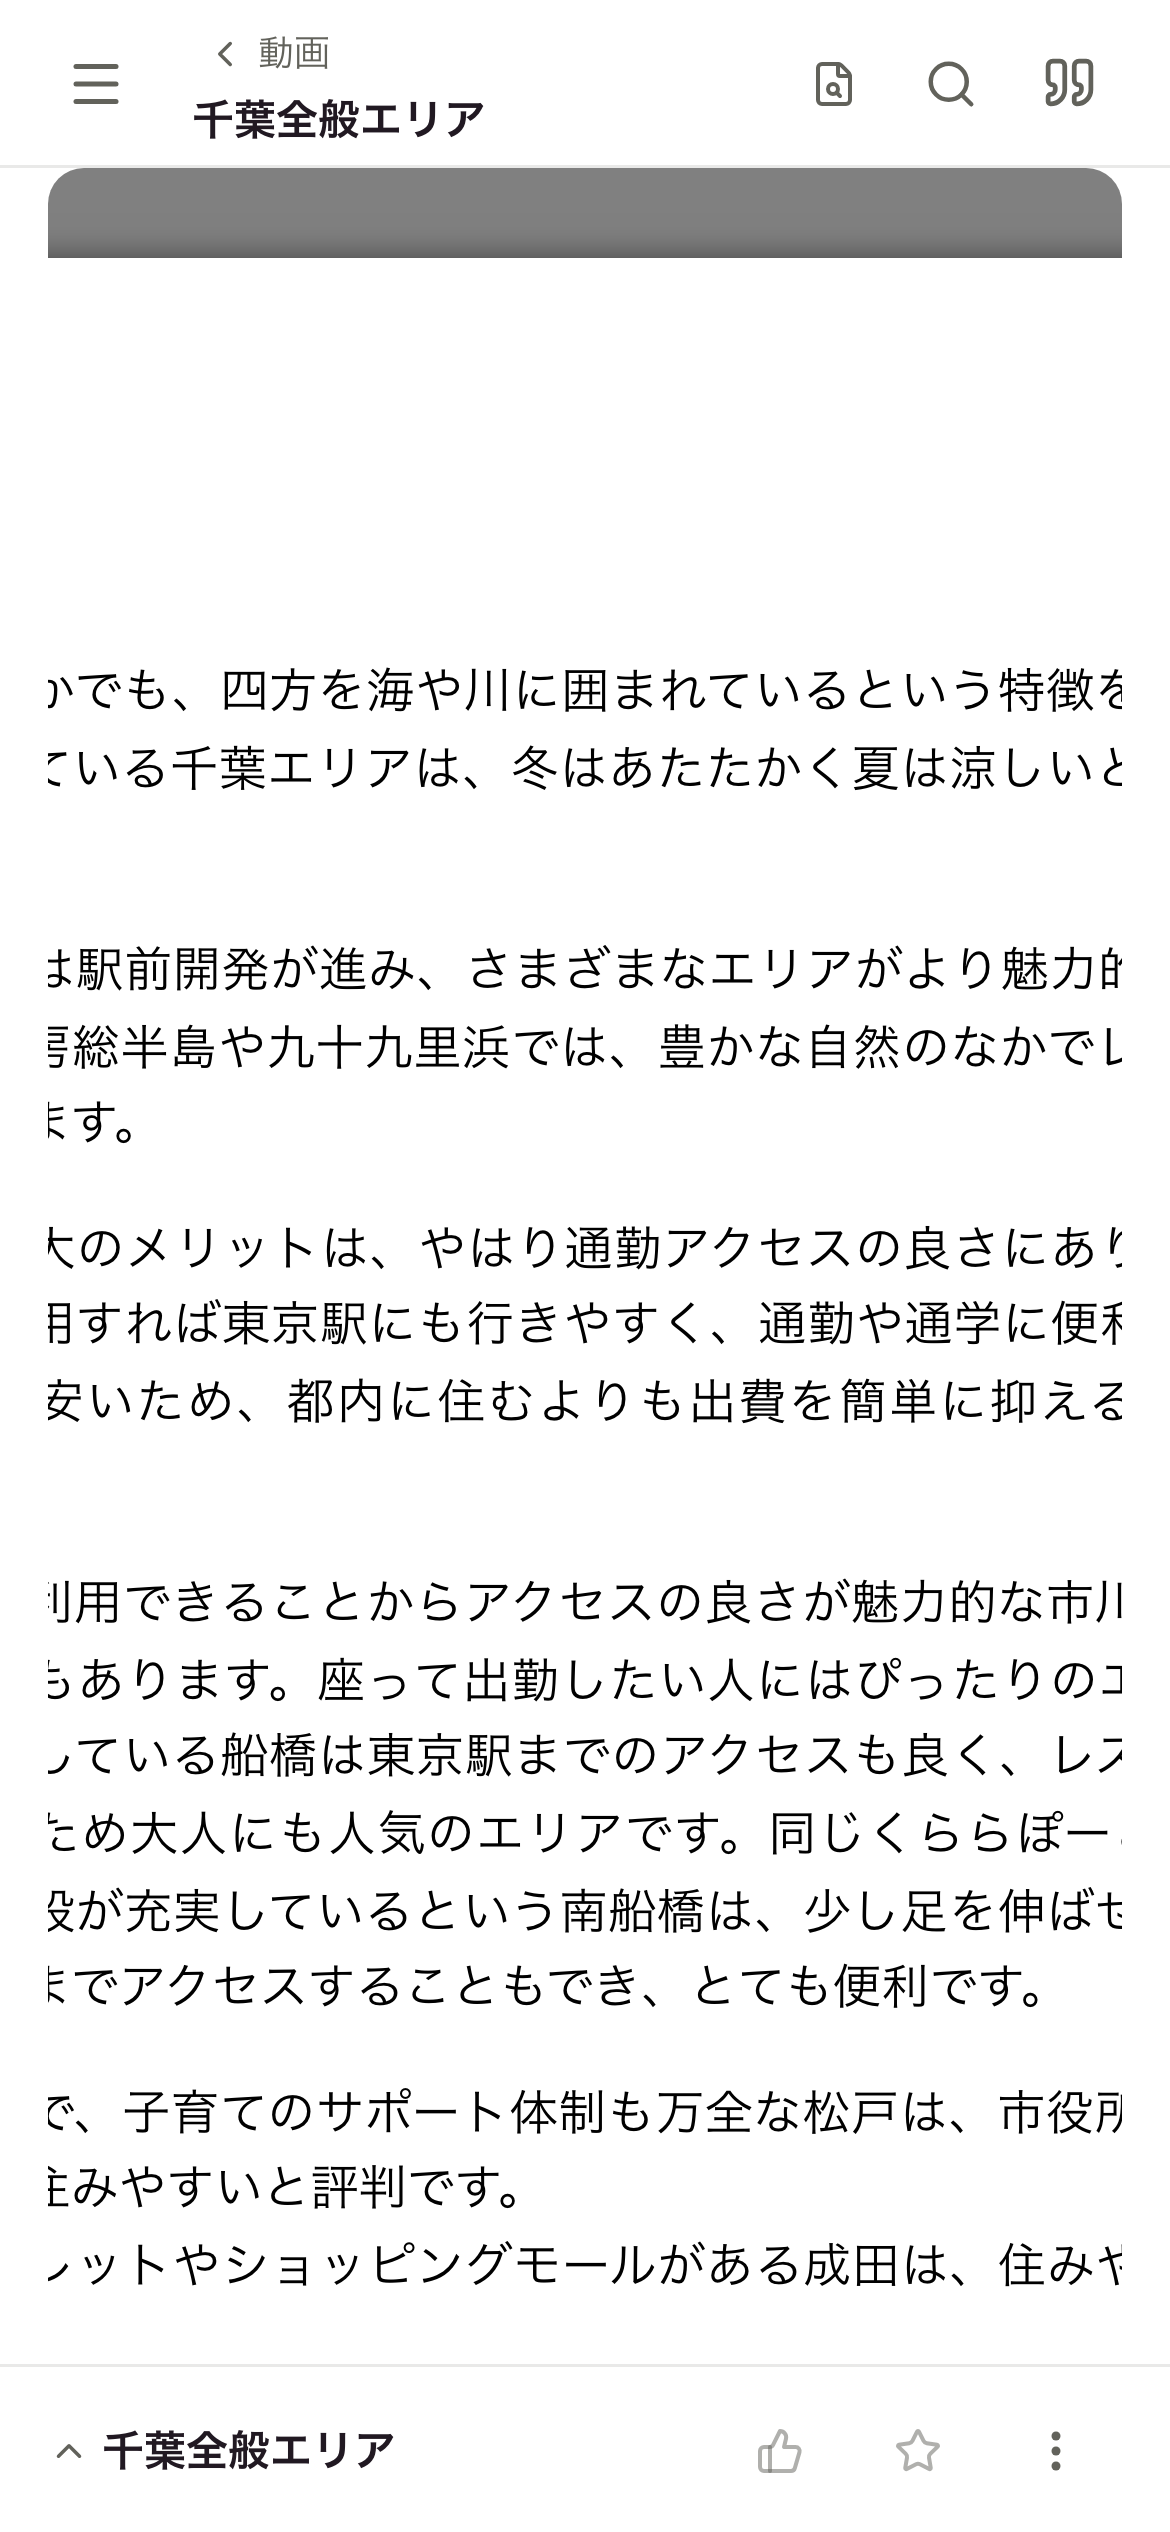 動画
千葉全般エリア
でも、四方を海や川に囲まれているという特徴
ている千葉エリアは、冬はあたたかく夏は涼しいと
は駅前開発が進み、さまざまなエリアがより魅力的
総半島や九十九里浜では、豊かな自然のなかで
ます。
大のメリットは、やはり通勤アクセスの良さにあり
用すれば東京駅にも行きやすく、通勤や通学に便利
安いため、都内に住むよりも出費を簡単に抑える
利用できることからアクセスの良さが魅力的な市川
もあります。座って出勤したい人にはぴったりのエ
している船橋は東京駅までのアクセスも良く、レス
ため大人にも人気のエリアです。同じくららぽー
設が充実しているという南船橋は、少し足を伸ばせ
までアクセスすることもでき、とても便利です。
で、子育てのサポート体制も万全な松戸は、市役所
住みやすいと評判です。
レットやショッピングモールがある成田は、住みや
千葉全般エリア